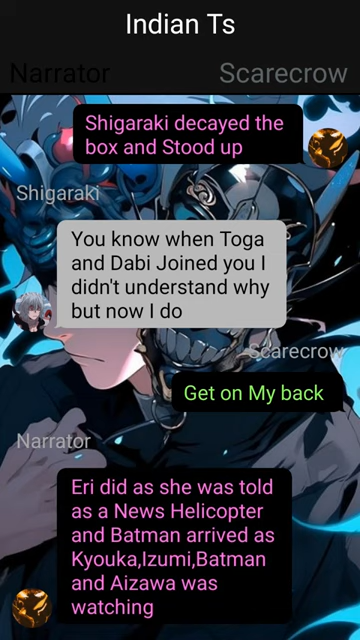 Indian Ts
Narrator
Scarecrow
Shigaraki decayed the
box and Stood up
Shigaraki
You know when Toga
and Dabi Joined you I
didn't understand why
but now I do
Scarecrow
Get on My back
Narrator
Eri did as she was told
as a News Helicopter
and Batman arrived as
Kyouka,Izumi,Batman
and Aizawa was
watching